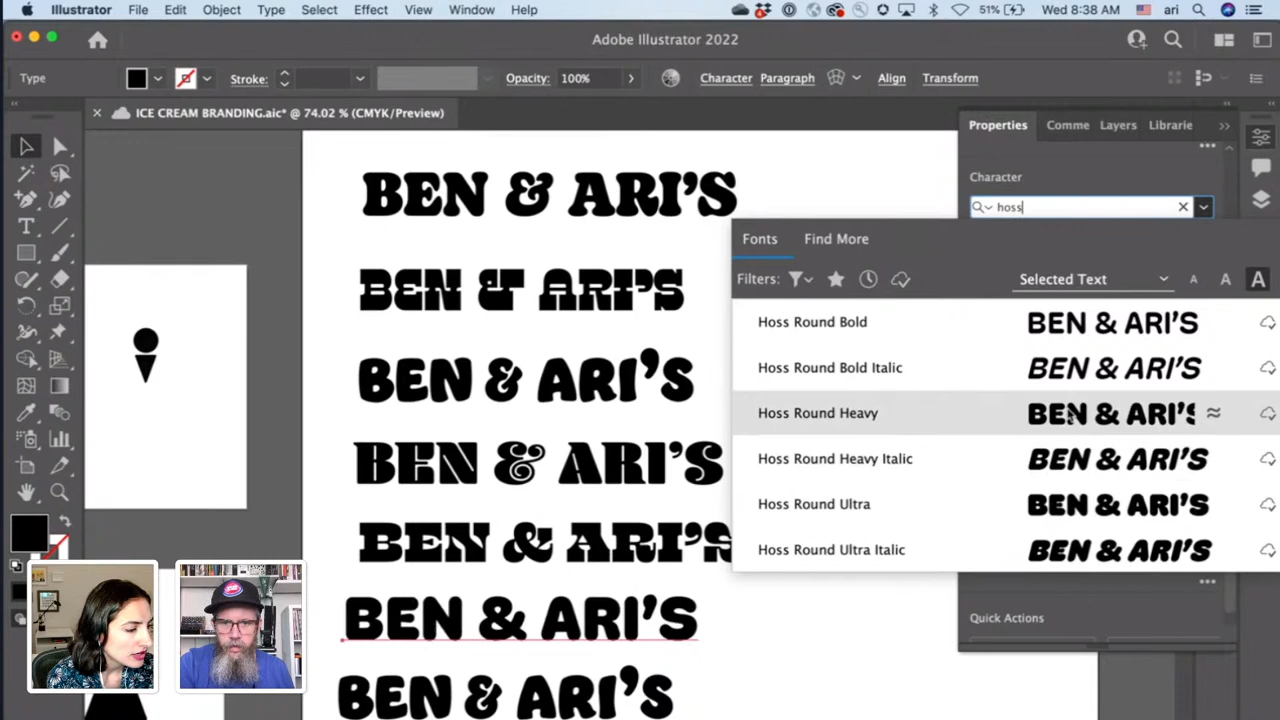 Illustrator File Edit Object Type Select Effect View Window Help 51% Wed 8:38 AM ari
Adobe Illustrator 2022
Type Stroke: Opacity: 100% Character Paragraph Align Transform
ICE CREAM BRANDING.aic* @ 74.02 % (CMYK/Preview)
Properties Comme Layers Librarie
Character
hoss
Fonts Find More
Filters: Selected Text A A A
Hoss Round Bold BEN & ARI'S
Hoss Round Bold Italic BEN & ARI'S
Hoss Round Heavy BEN & ARI'S
Hoss Round Heavy Italic BEN & ARI'S
Hoss Round Ultra BEN & ARI'S
Hoss Round Ultra Italic BEN & ARI'S
Quick Actions
BEN & ARI'S
BEN & ARI'S
BEN & ARI'S
BEN & ARI'S
BEN & ARI'S
BEN & ARI'S
BEN & ARI'S